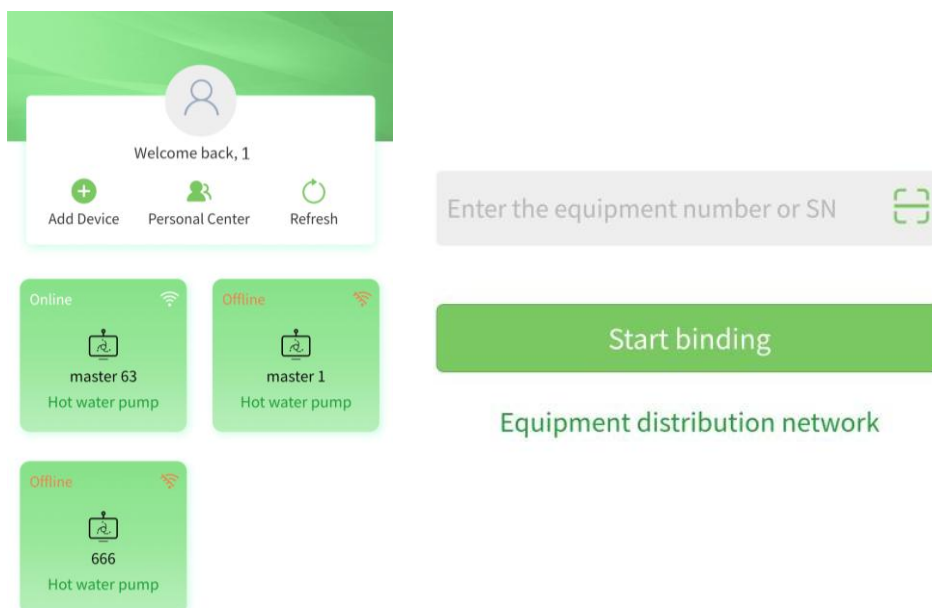 Welcome back, 1
Add Device Personal Center Refresh
Online
master 63
Hot water pump
Offline
master 1
Hot water pump
Offline
666
Hot water pump
Enter the equipment number or SN
Start binding
Equipment distribution network